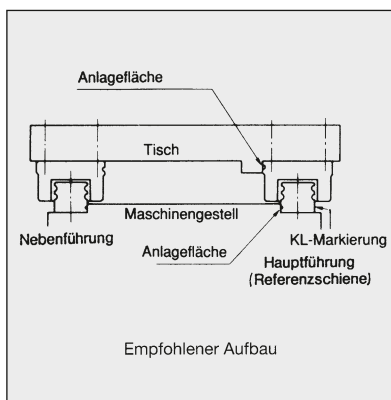 Anlagefläche
Tisch
Maschinengestell
Nebenführung
Anlagefläche
KL-Markierung
Hauptführung
(Referenzschiene)
Empfohlener Aufbau